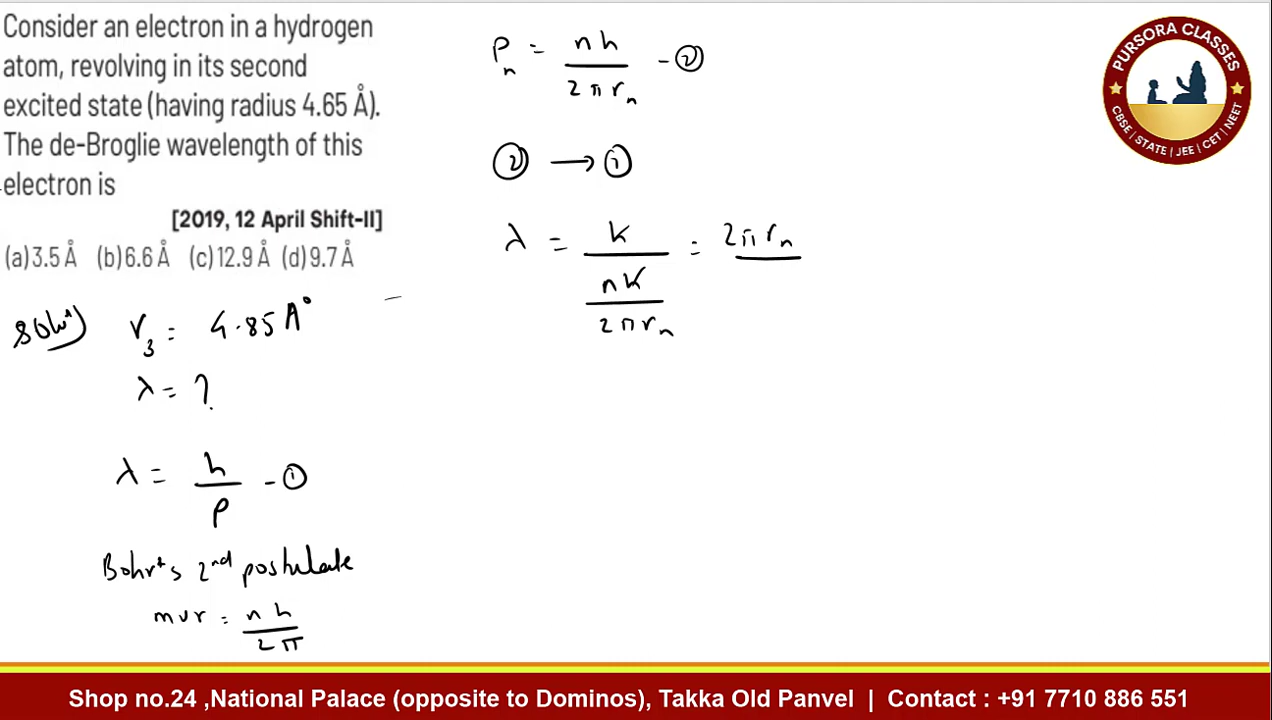 Consider an electron in a hydrogen
atom, revolving in its second
excited state (having radius 4.65 Å).
The de-Broglie wavelength of this
electron is
[2019, 12 April Shift-II]
(a) 3.5 Å (b) 6.6 Å (c) 12.9 Å (d) 9.7 Å
Solⁿ) r₃ = 4.85 A°
λ = ?
λ = h/p - ①
Bohr's 2nd postulate
mvr = nh/2π
pₙ = nh/2πrₙ - ②
② → ①
λ = h/(nh/2πrₙ) = 2πrₙ
PURSORA CLASSES
CBSE | STATE | JEE | CET | NEET
Shop no.24 ,National Palace (opposite to Dominos), Takka Old Panvel | Contact : +91 7710 886 551